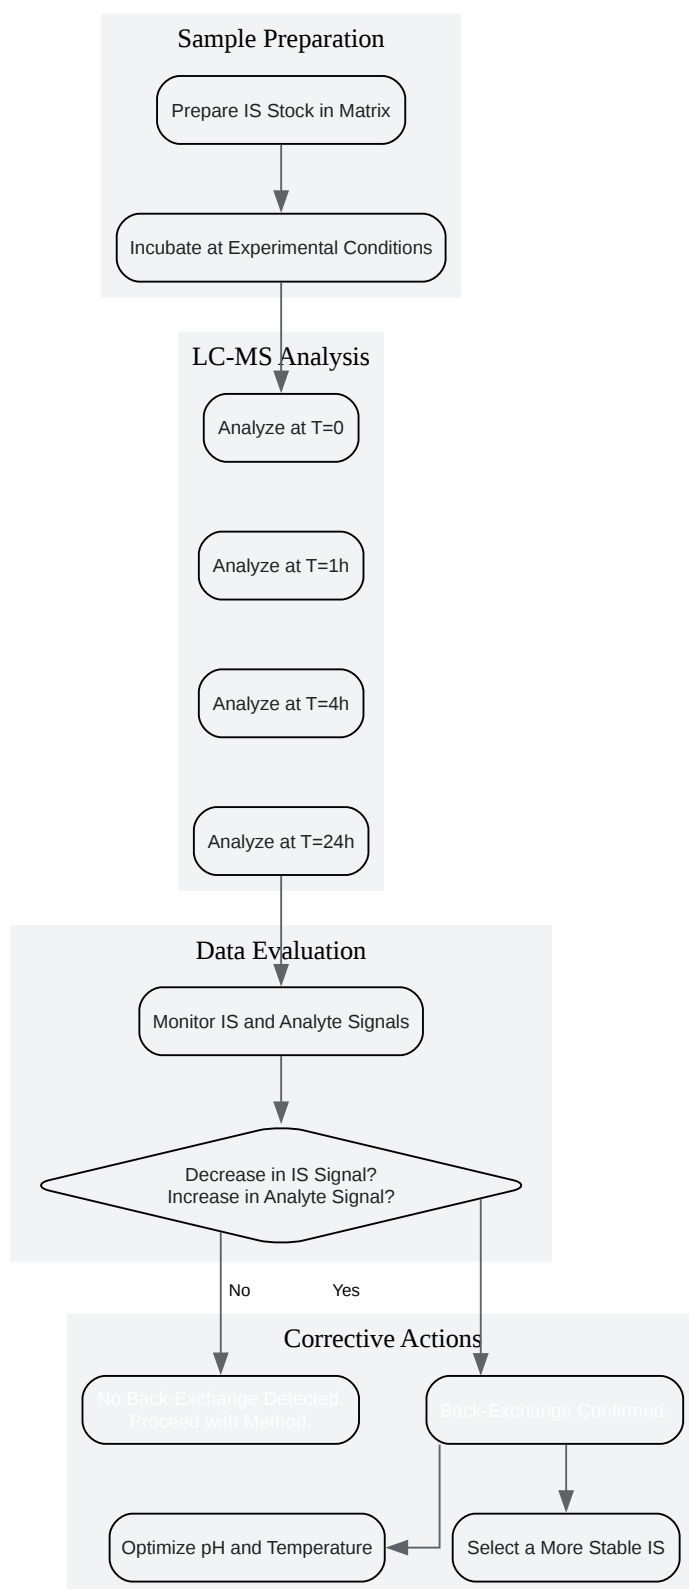 Sample Preparation
Prepare IS Stock in Matrix
Incubate at Experimental Conditions
LC-MS Analysis
Analyze at T=0
Analyze at T=1h
Analyze at T=4h
Analyze at T=24h
Data Evaluation
Monitor IS and Analyte Signals
Decrease in IS Signal?
Increase in Analyte Signal?
No
Yes
Corrective Actions
No Back-Exchange Detected.
Proceed with Method.
Back-Exchange Confirmed.
Optimize pH and Temperature
Select a More Stable IS